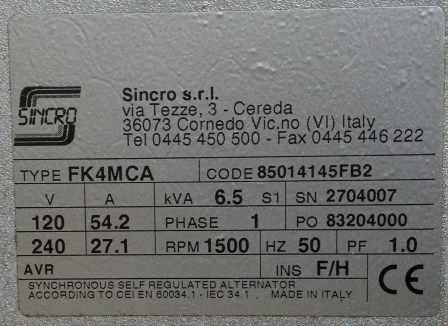 SINCRO
Sincro s.r.l.
via Tezze, 3 - Cereda
36073 Cornedo Vic.no (VI) Italy
Tel 0445 450 500 - Fax 0445 446 222
TYPE FK4MCA CODE 85014145FB2
V A kVA 6.5 S1 SN 2704007
120 54.2 PHASE 1 PO 83204000
240 27.1 RPM 1500 HZ 50 PF 1.0
AVR INS F/H
SYNCHRONOUS SELF REGULATED ALTERNATOR
ACCORDING TO CEI EN 60034.1 - IEC 34.1 . MADE IN ITALY
CE